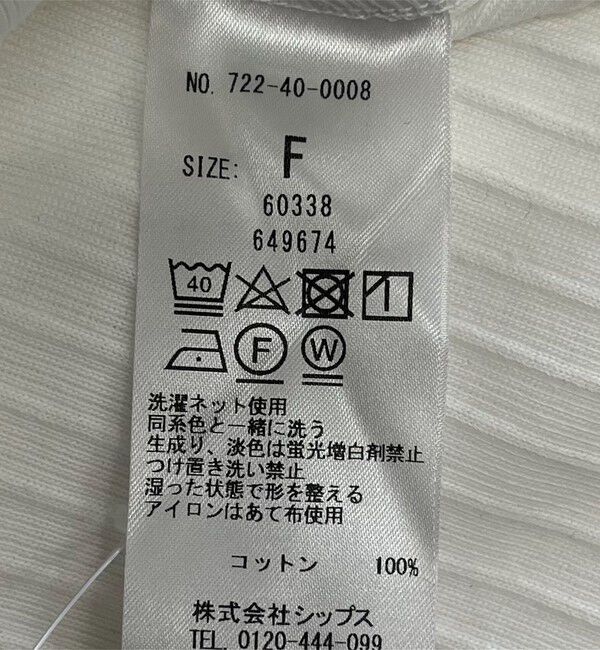 NO. 722-40-0008
SIZE: F
60338
649674
40
F W
洗濯ネット使用
同系色と一緒に洗う
生成り、淡色は蛍光増白剤禁止
つけ置き洗い禁止
湿った状態で形を整える
アイロンはあて布使用
コットン 100%
株式会社シップス
TEL. 0120-444-099